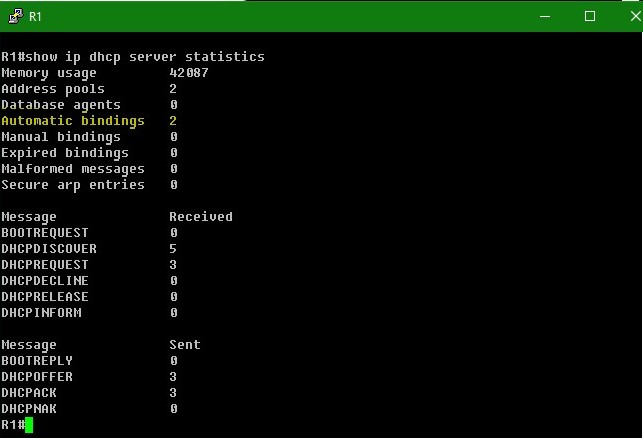 R1
R1#show ip dhcp server statistics
Memory usage 42087
Address pools 2
Database agents 0
Automatic bindings 2
Manual bindings 0
Expired bindings 0
Malformed messages 0
Secure arp entries 0
Message Received
BOOTREQUEST 0
DHCPDISCOVER 5
DHCPREQUEST 3
DHCPDECLINE 0
DHCPRELEASE 0
DHCPINFORM 0
Message Sent
BOOTREPLY 0
DHCPOFFER 3
DHCPACK 3
DHCPNAK 0
R1#